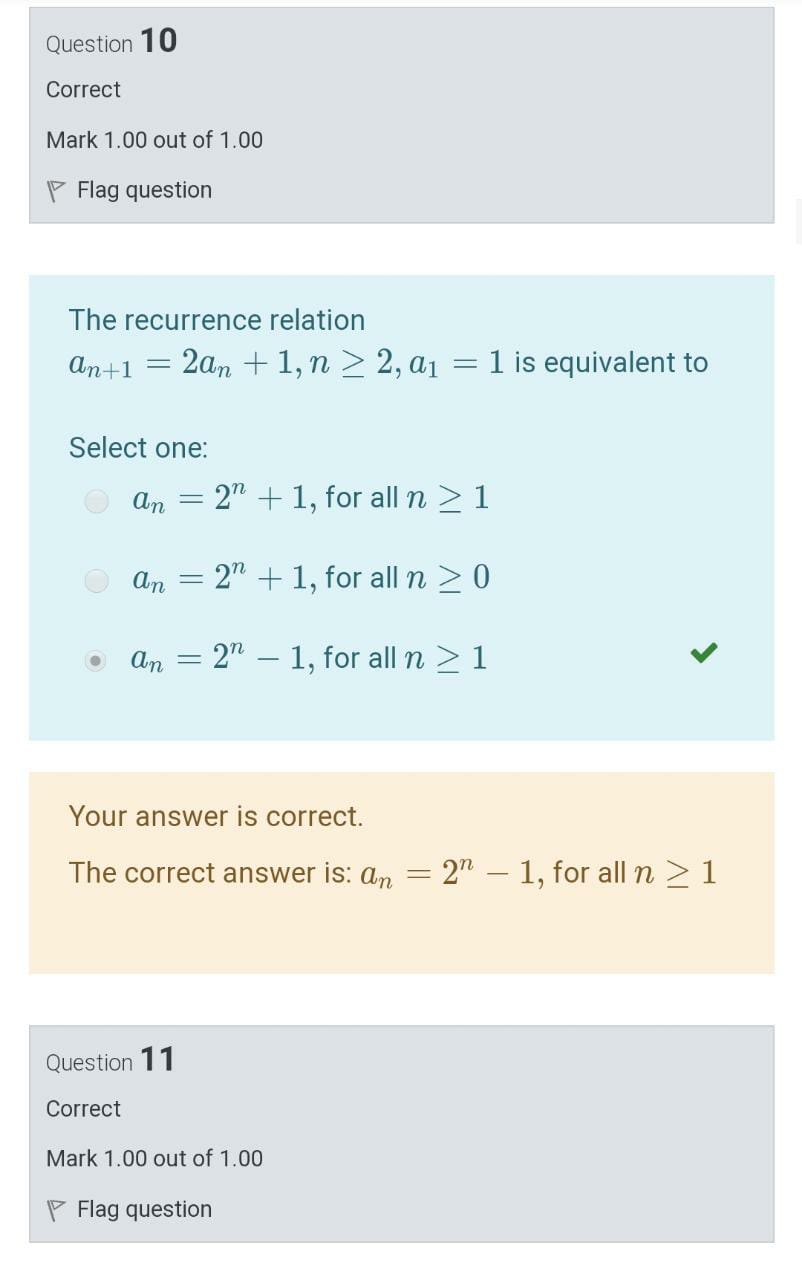 Question 10
Correct
Mark 1.00 out of 1.00
Flag question
The recurrence relation
aₙ₊₁ = 2aₙ + 1, n ≥ 2, a₁ = 1 is equivalent to
Select one:
aₙ = 2ⁿ + 1, for all n ≥ 1
aₙ = 2ⁿ + 1, for all n ≥ 0
aₙ = 2ⁿ − 1, for all n ≥ 1
Your answer is correct.
The correct answer is: aₙ = 2ⁿ − 1, for all n ≥ 1
Question 11
Correct
Mark 1.00 out of 1.00
Flag question